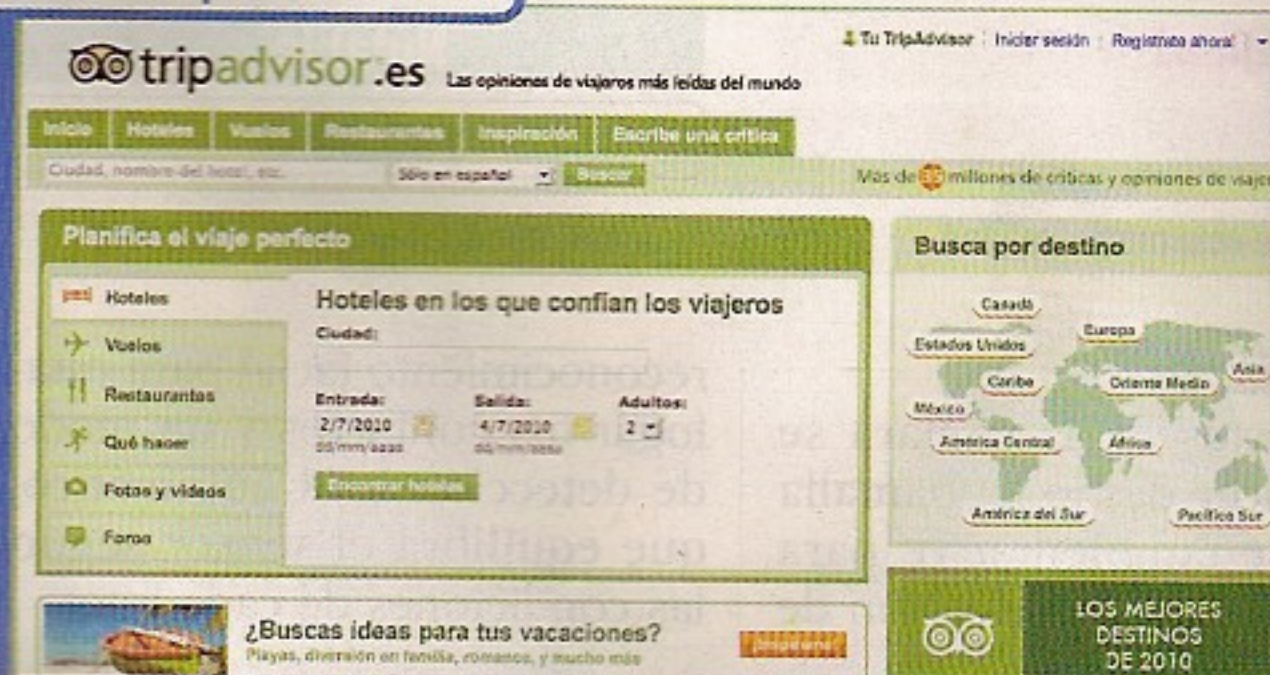 Tu TripAdvisor Iniciar sesión Regístrate ahora!
tripadvisor.es Las opiniones de viajeros más leídas del mundo
Inicio Hoteles Vuelos Restaurantes Inspiración Escribe una crítica
Ciudad, nombre del hotel, etc. Sólo en español Buscar Más de 35 millones de críticas y opiniones de
Planifica el viaje perfecto
Hoteles
Vuelos
Restaurantes
Qué hacer
Fotos y vídeos
Foros
Hoteles en los que confían los viajeros
Ciudad:
Entrada: Salida: Adultos:
2/7/2010 4/7/2010 2
dd/mm/aaaa dd/mm/aaaa
Encontrar hoteles
Busca por destino
Canadá
Europa
Estados Unidos
Asia
Caribe
Oriente Medio
México
América Central
África
América del Sur
Pacífico Sur
¿Buscas ideas para tus vacaciones?
Playas, diversión en familia, romance, y mucho más
LOS MEJORES
DESTINOS
DE 2010